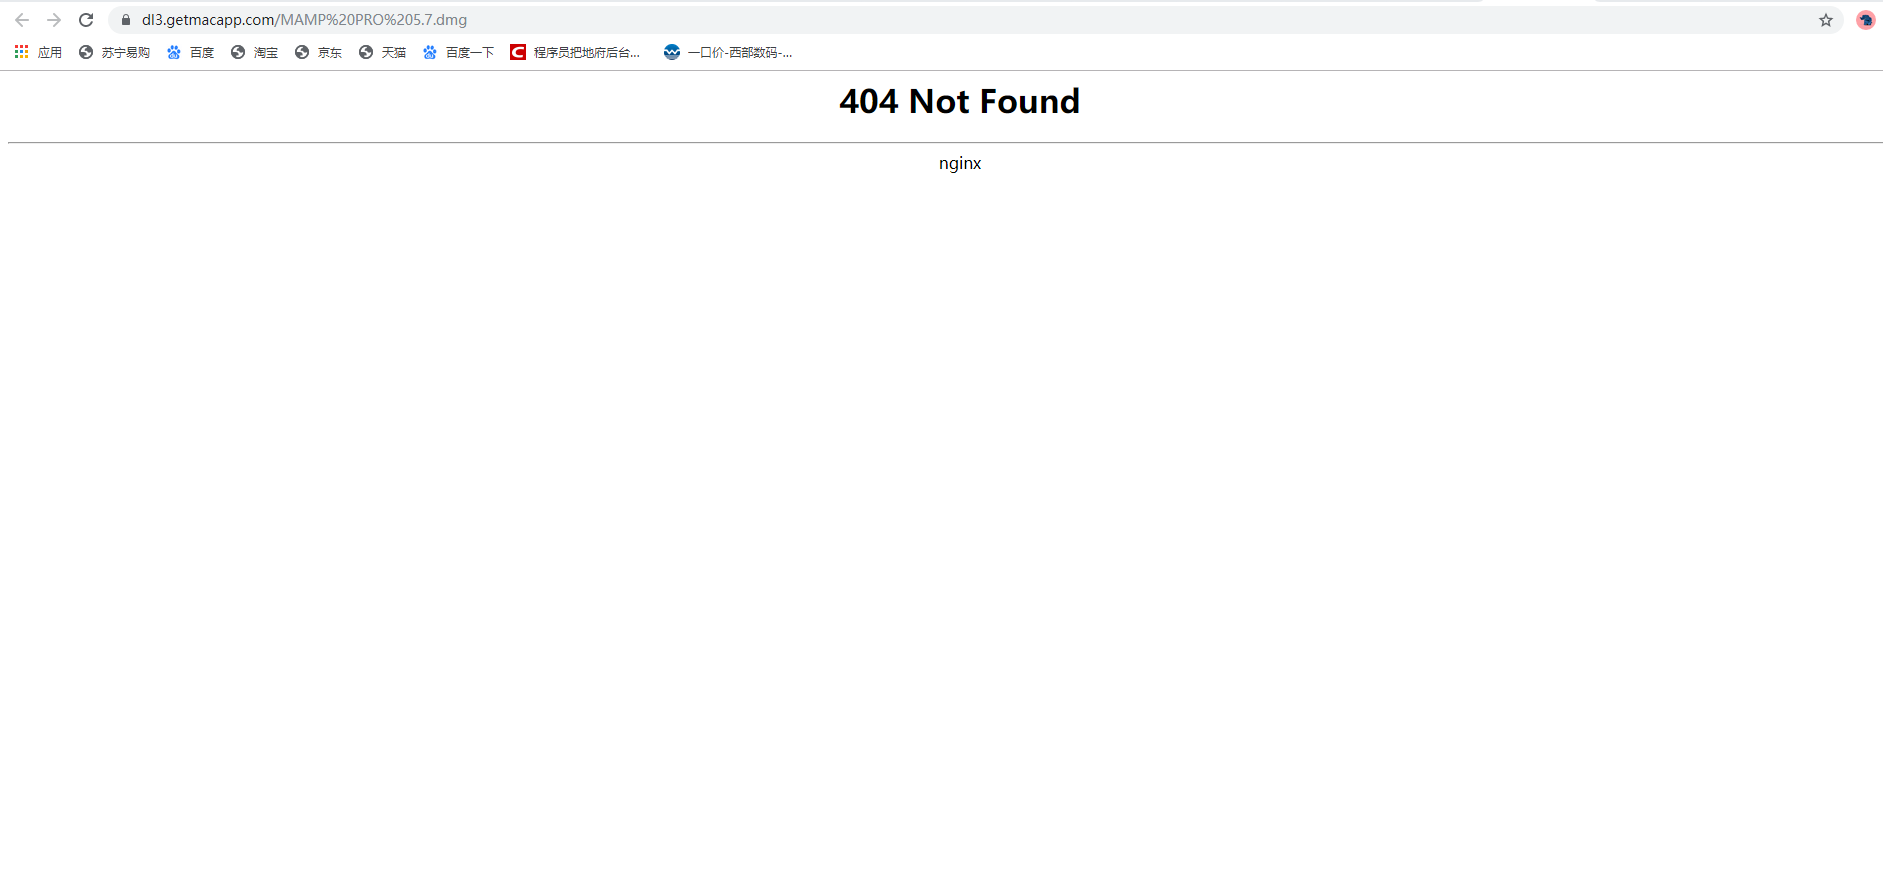 dl3.getmacapp.com/MAMP%20PRO%205.7.dmg
应用 苏宁易购 百度 淘宝 京东 天猫 百度一下 程序员把地府后台... 一口价-西部数码-...
404 Not Found
nginx